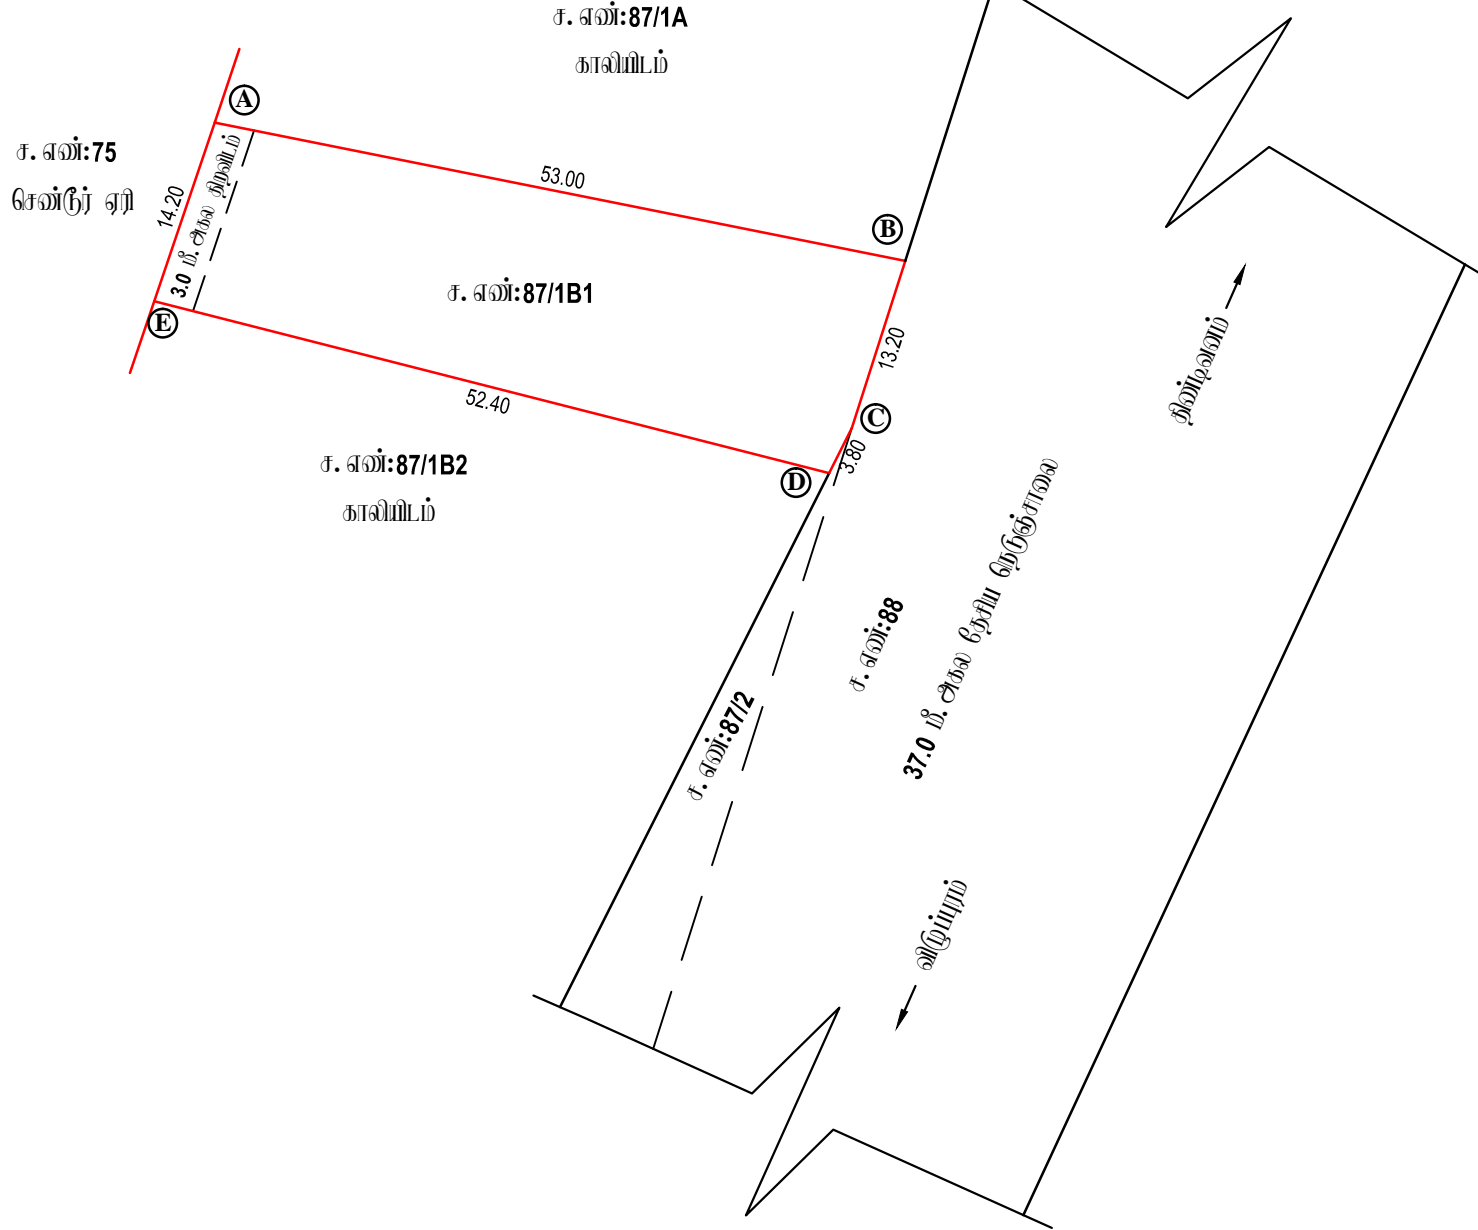 ச. எண்:87/1A
காலியிடம்
A
ச. எண்:75
செண்டூர் ஏரி
14.20
3.0 மீ. அகல திறவிடம்
53.00
B
ச. எண்:87/1B1
E
13.20
52.40
C
3.80
D
ச. எண்:87/1B2
காலியிடம்
திண்டிவனம்
37.0 மீ. அகல தேசிய நெடுஞ்சாலை
ச. எண்:88
ச. எண்:87/2
விழுப்புரம்